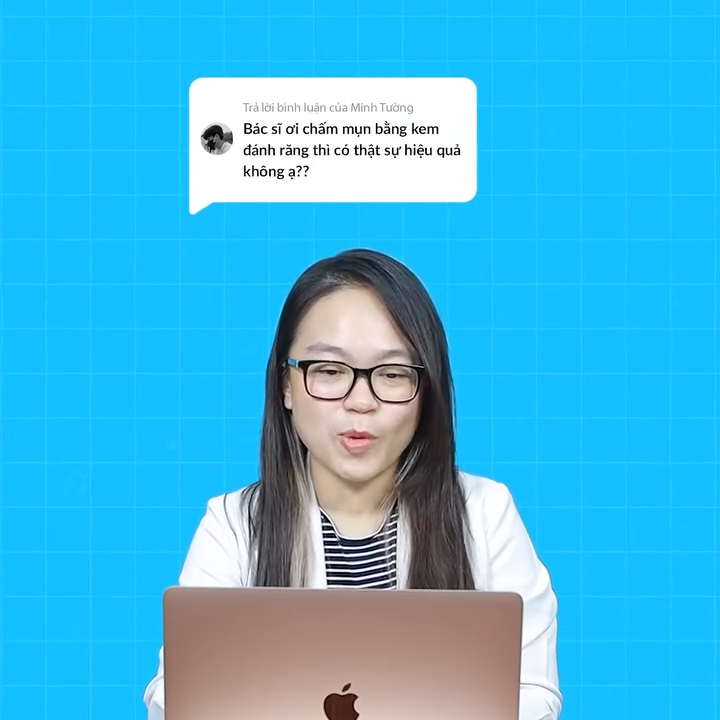 Trả lời bình luận của Minh Tường
Bác sĩ ơi chấm mụn bằng kem
đánh răng thì có thật sự hiệu quả
không ạ??